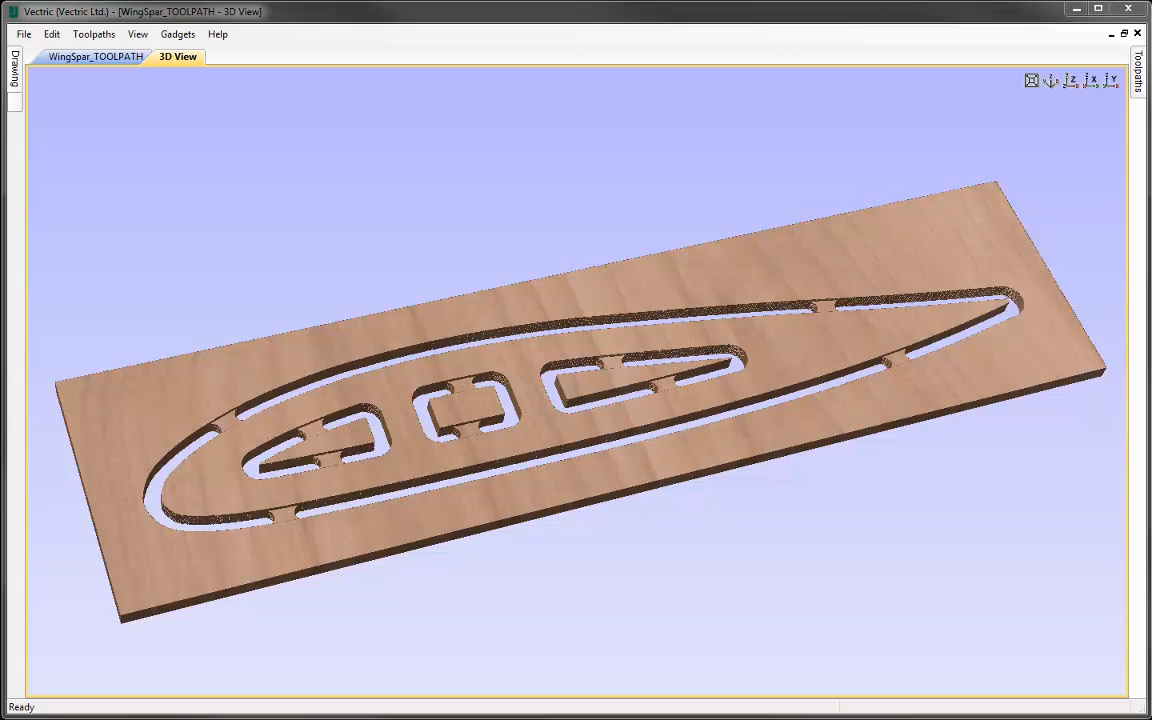 Vectric {Vectric Ltd.} - [WingSpar_TOOLPATH - 3D View]
File Edit Toolpaths View Gadgets Help
WingSpar_TOOLPATH 3D View
Drawing
Toolpaths
Z X Y
Ready